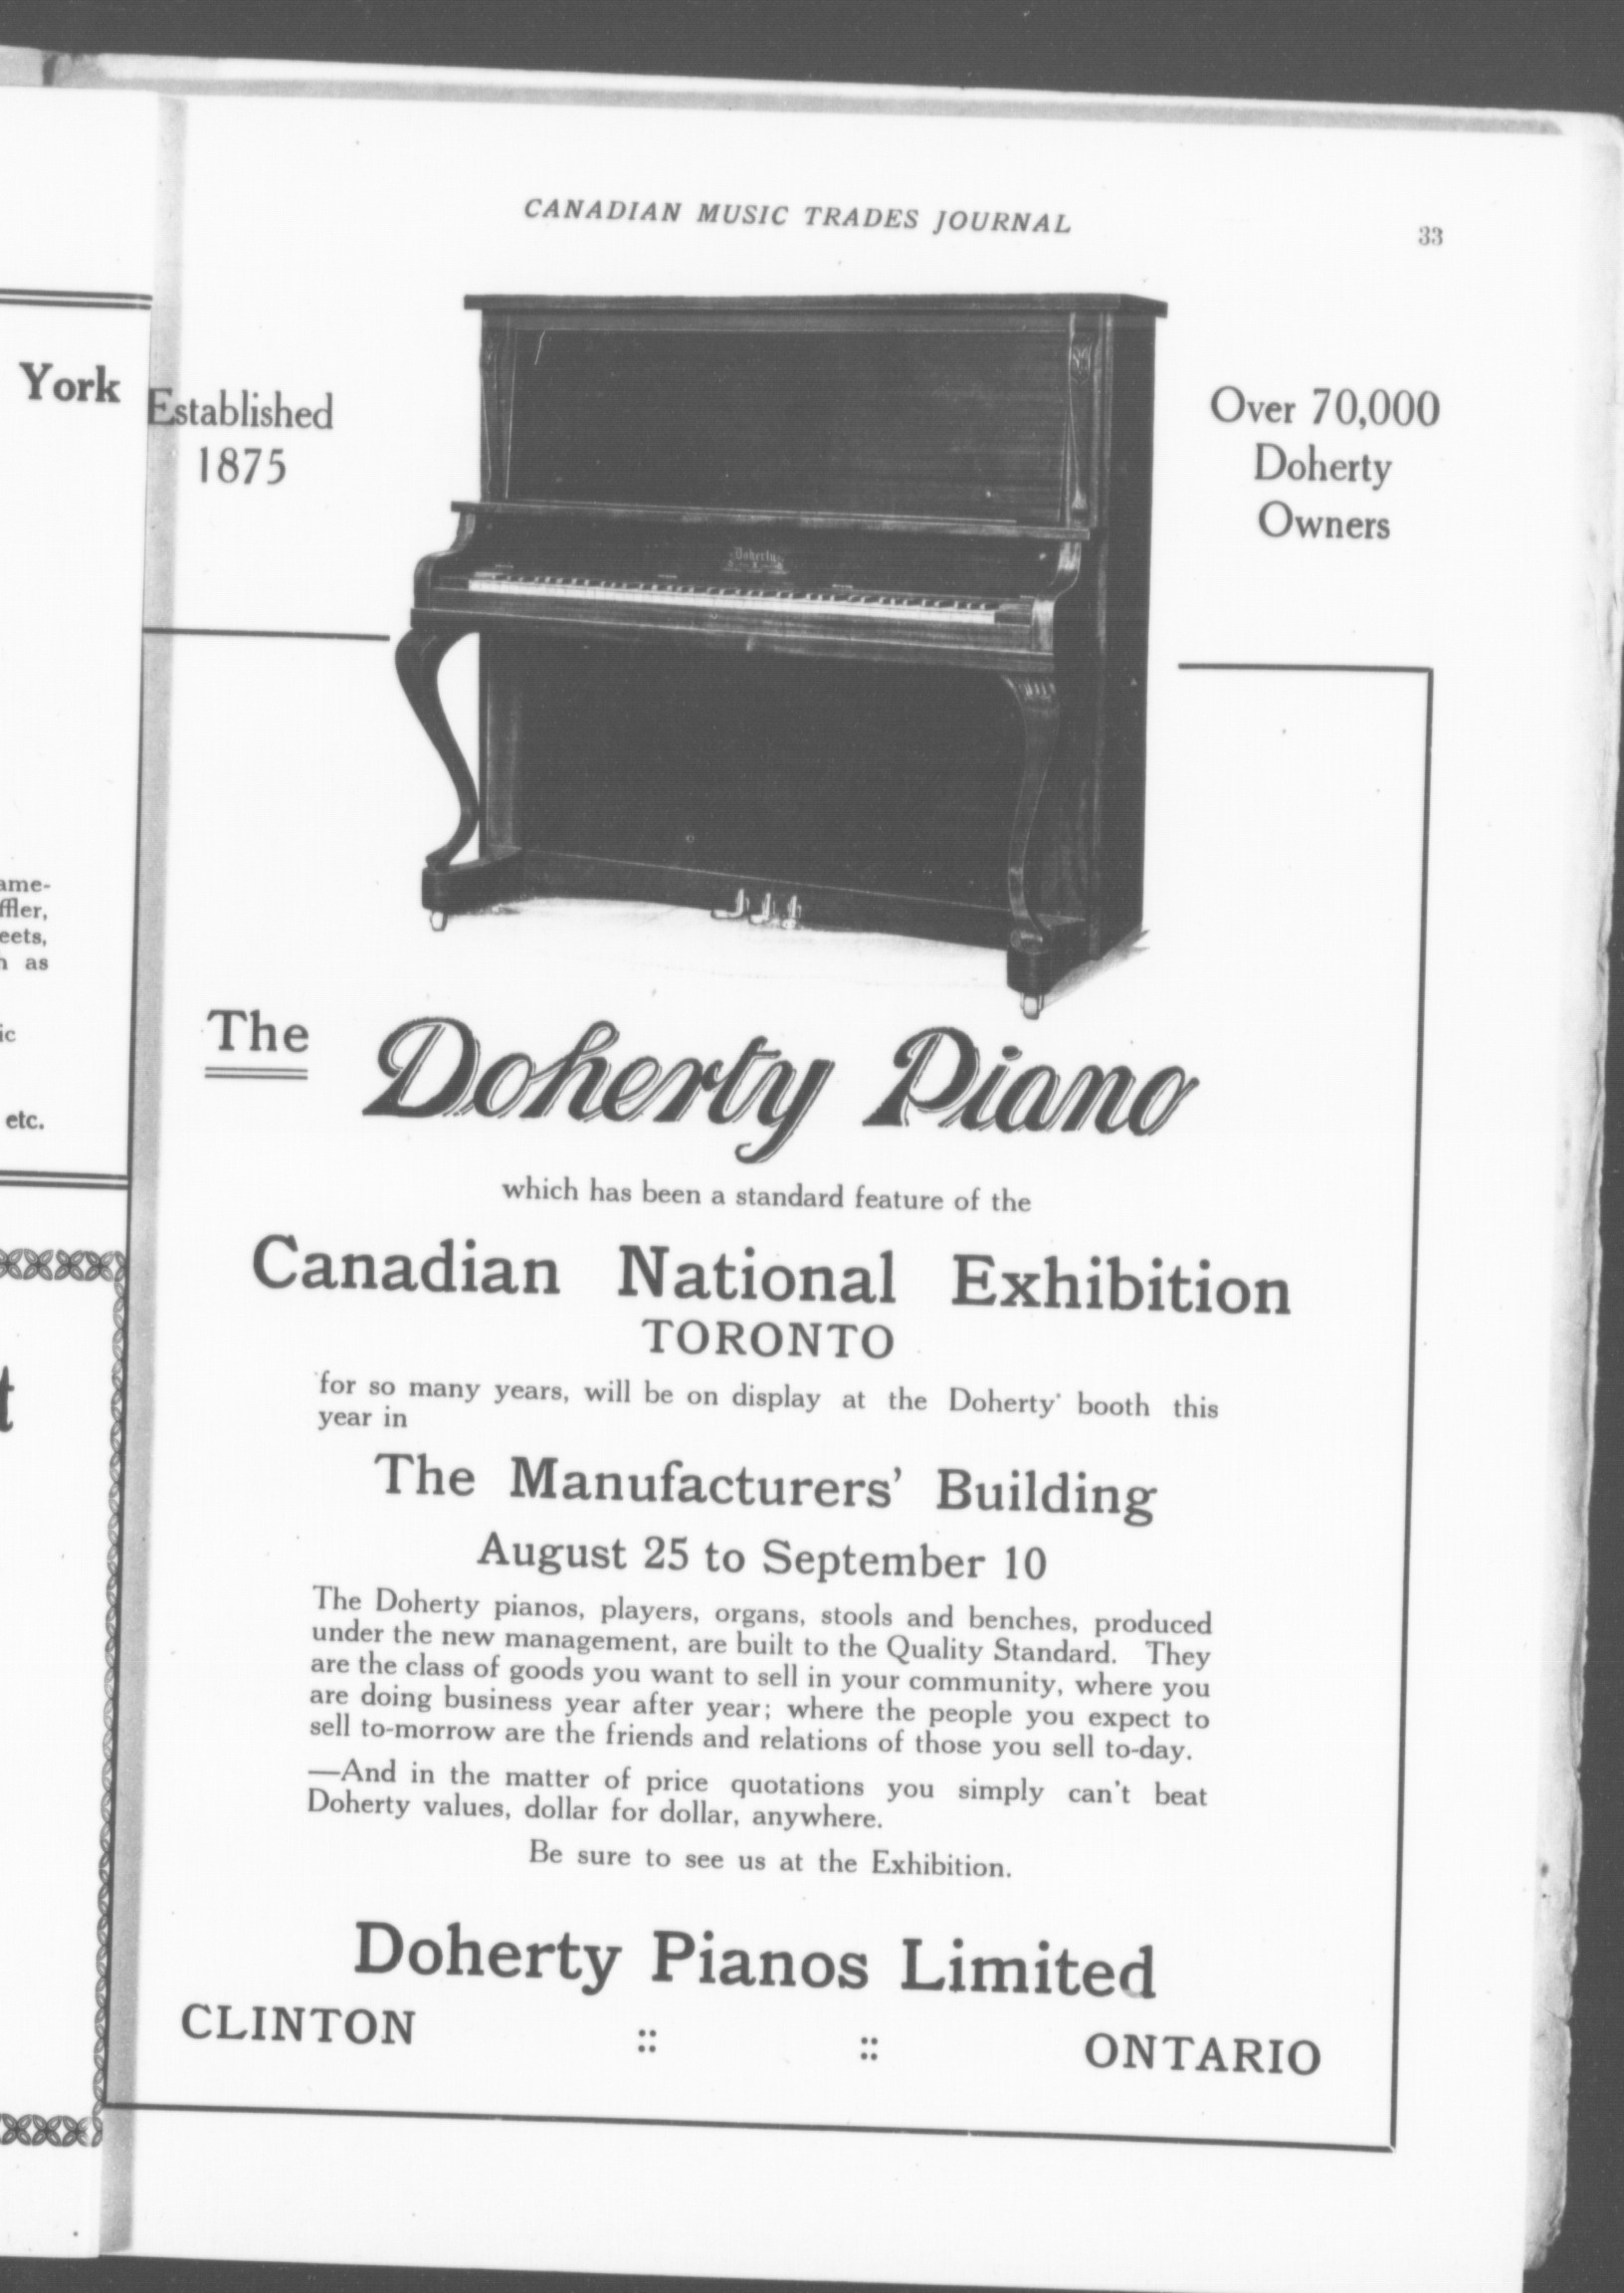 CANADIAN MUSIC TRADES JOURNAL
33
York
ffler,
as
etc.
Established
1875
Over 70,000
Doherty
Owners
Doherty
The Doherty Piano
which has been a standard feature of the
Canadian National Exhibition
TORONTO
for so many years, will be on display at the Doherty booth this
year in
The Manufacturers' Building
August 25 to September 10
The Doherty pianos, players, organs, stools and benches, produced
under the new management, are built to the Quality Standard. They
are the class of goods you want to sell in your community, where you
are doing business year after year; where the people you expect to
sell to-morrow are the friends and relations of those you sell to-day.
—And in the matter of price quotations you simply can't beat
Doherty values, dollar for dollar, anywhere.
Be sure to see us at the Exhibition.
Doherty Pianos Limited
CLINTON :: :: ONTARIO